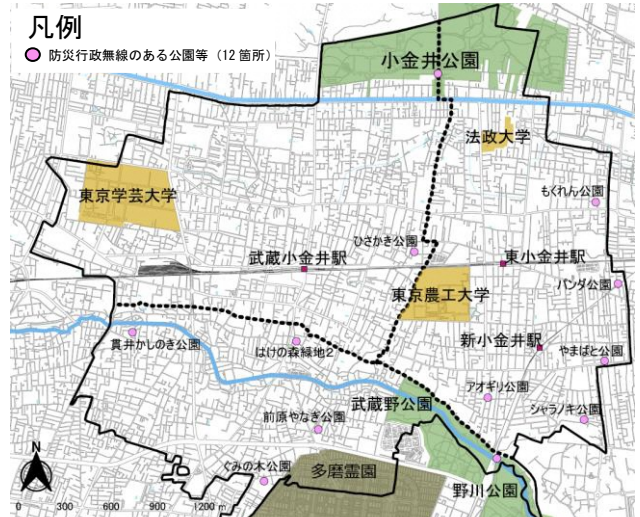 凡例
防災行政無線のある公園等（12箇所）
小金井公園
法政大学
東京学芸大学
もくれん公園
ひさかき公園
武蔵小金井駅
東小金井駅
東京農工大学
パンダ公園
貫井かしのき公園
はけの森緑地2
新小金井駅
やまばと公園
アオギリ公園
武蔵野公園
シャラノキ公園
前原やなぎ公園
N
ぐみの木公園
多磨霊園
野川公園
0 300 600 900 1200 m